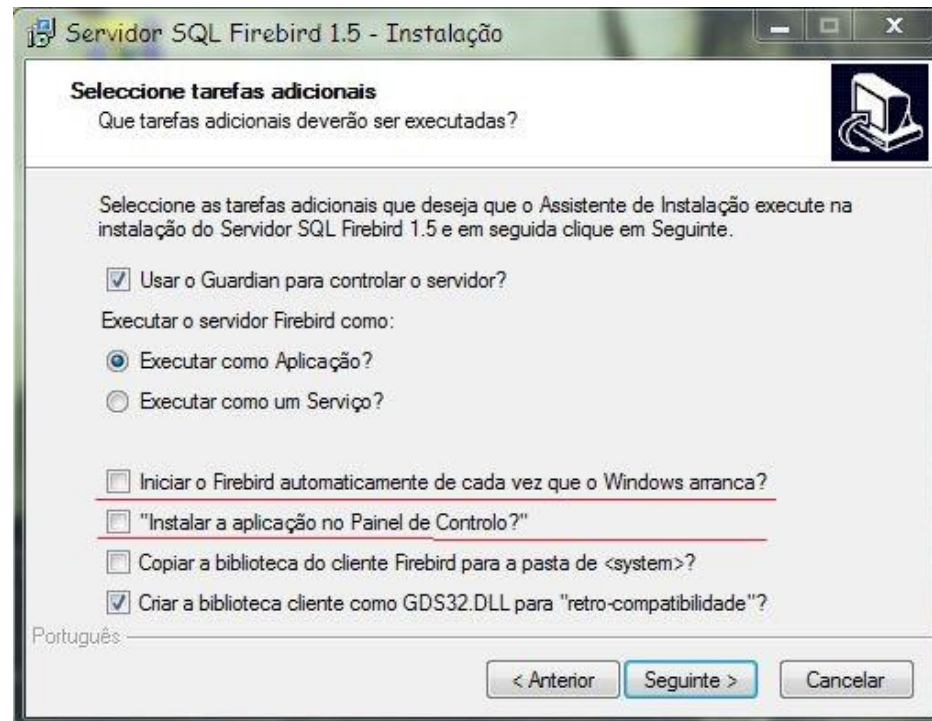 Servidor SQL Firebird 1.5 - Instalação
Seleccione tarefas adicionais
Que tarefas adicionais deverão ser executadas?
Seleccione as tarefas adicionais que deseja que o Assistente de Instalação execute na
instalação do Servidor SQL Firebird 1.5 e em seguida clique em Seguinte.
Usar o Guardian para controlar o servidor?
Executar o servidor Firebird como:
Executar como Aplicação?
Executar como um Serviço?
Iniciar o Firebird automaticamente de cada vez que o Windows arranca?
"Instalar a aplicação no Painel de Controlo?"
Copiar a biblioteca do cliente Firebird para a pasta de <system>?
Criar a biblioteca cliente como GDS32.DLL para "retro-compatibilidade"?
Português
< Anterior Seguinte > Cancelar